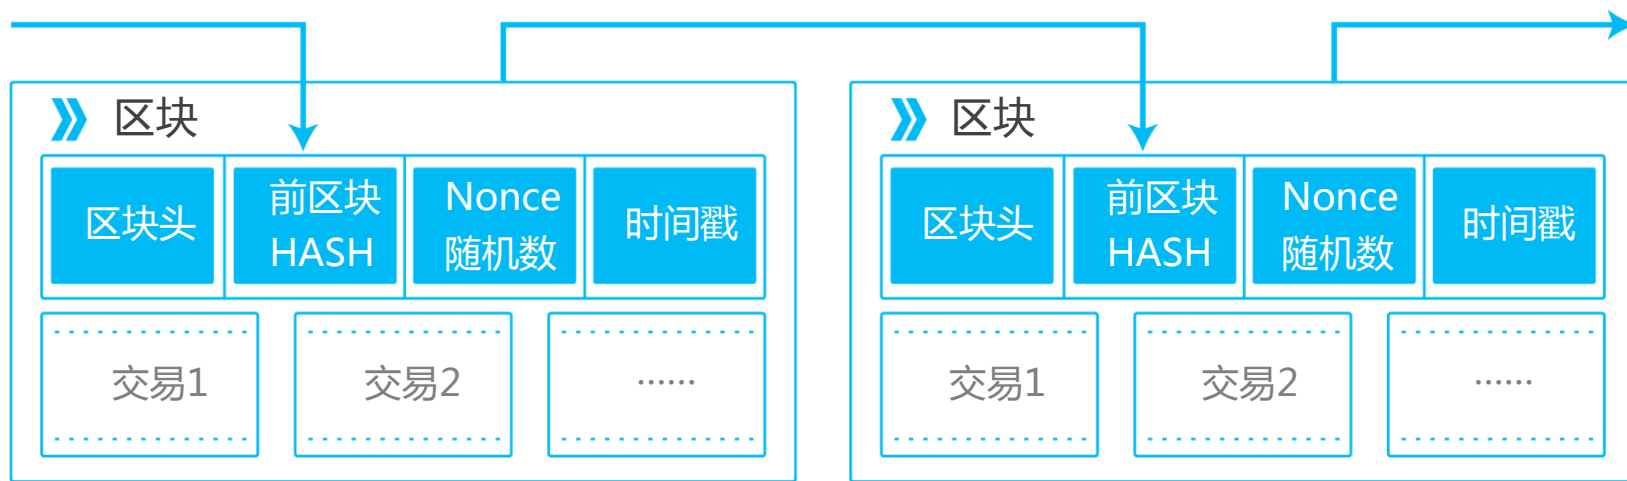 区块
区块
区块头
前区块
HASH
Nonce
随机数
时间戳
区块头
前区块
HASH
Nonce
随机数
时间戳
交易1
交易2
······
交易1
交易2
······